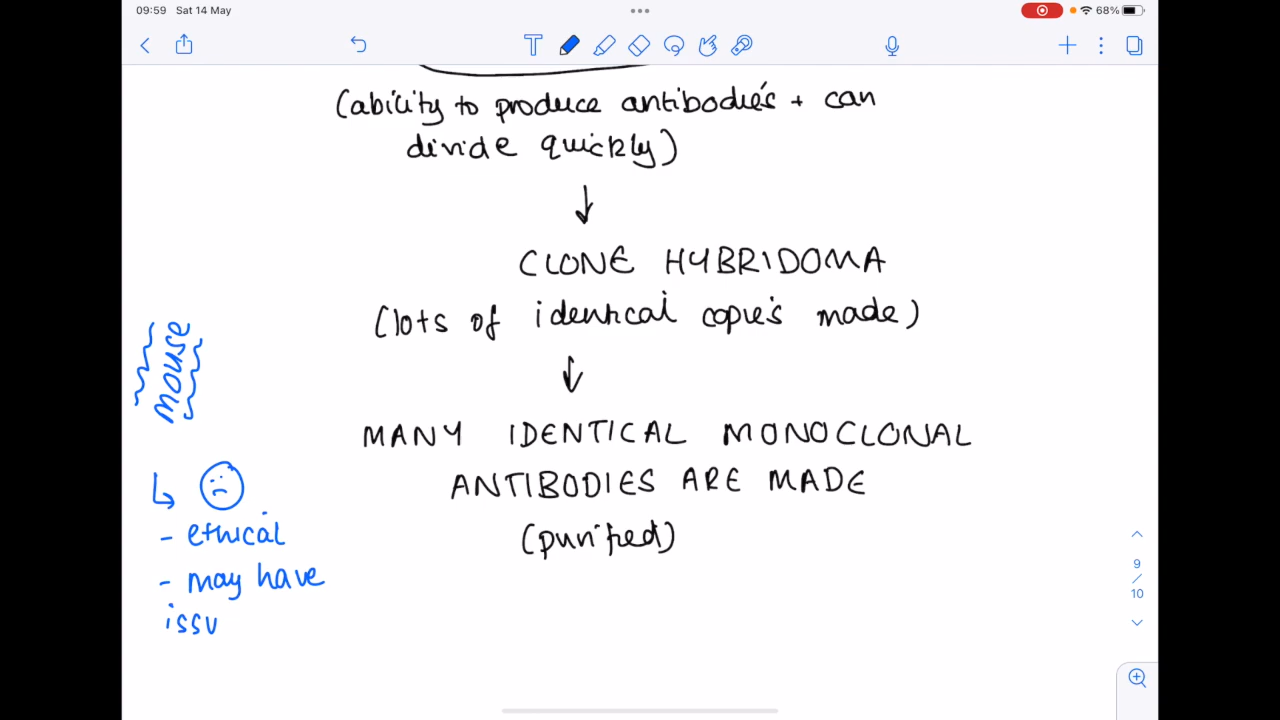 09:59 Sat 14 May
68%
T
(ability to produce antibodies + can
divide quickly)
CLONE HYBRIDOMA
(lots of identical copies made)
mouse
MANY IDENTICAL MONOCLONAL
ANTIBODIES ARE MADE
(purified)
- ethical
- may have
issu
9
/
10